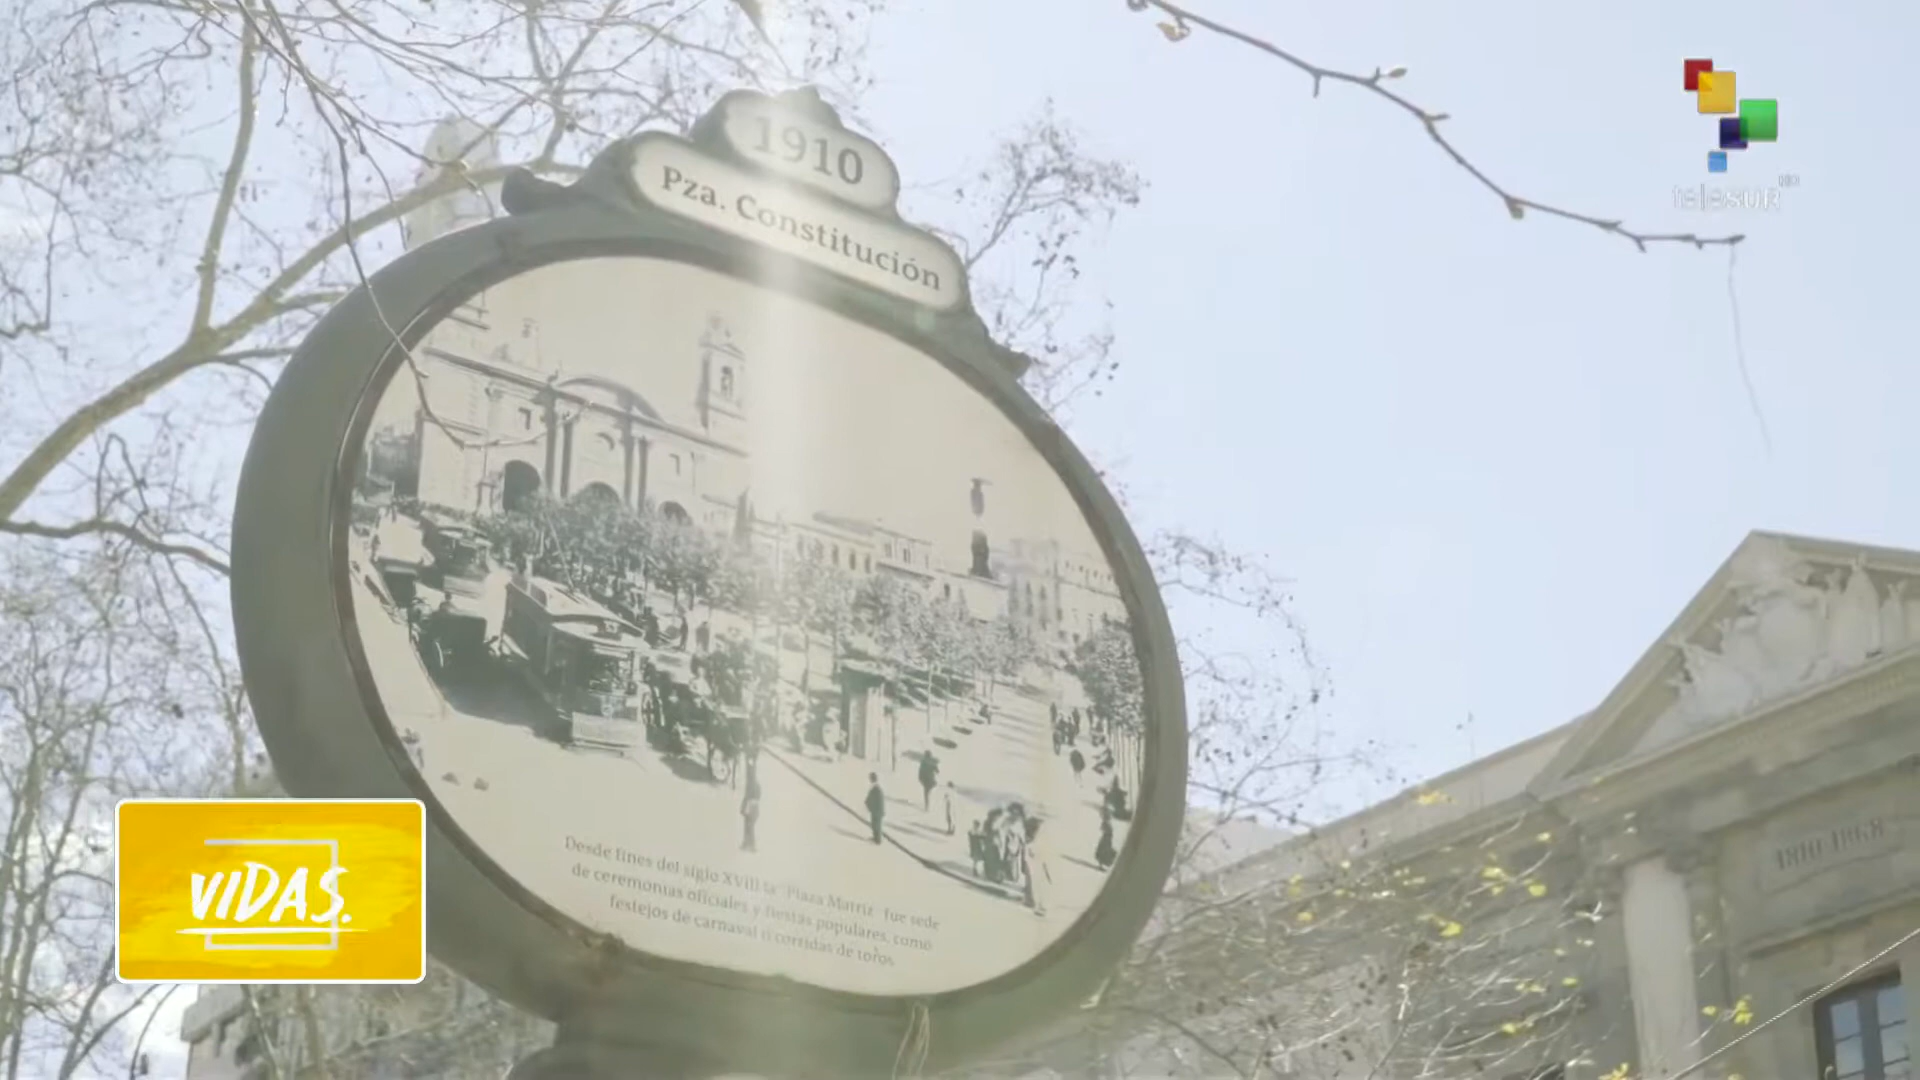 1910
Pza. Constitución
teleSUR HD
Desde fines del siglo XVIII la "Plaza Matriz" fue sede
de ceremonias oficiales y fiestas populares, como
festejos de carnaval o corridas de toros.
VIDAS.